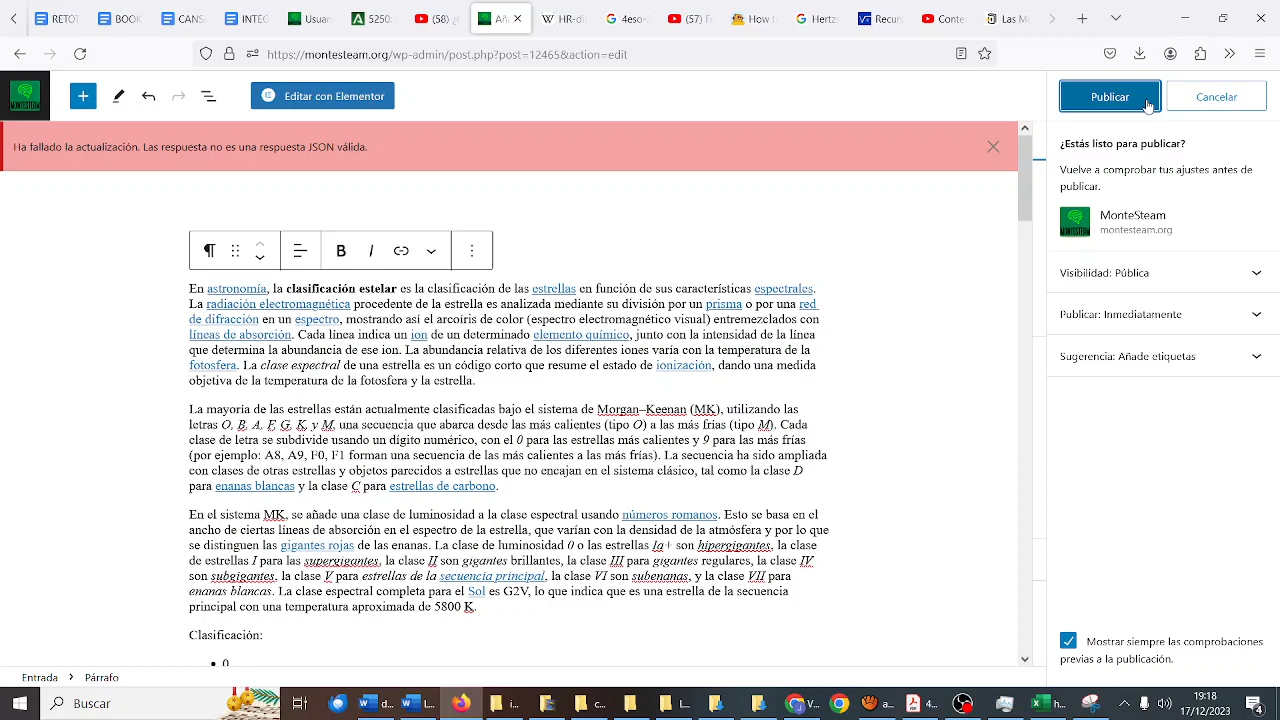 RETOT
BOOK
CANS
INTEG
Usuar
5250
(58)
Aña
HR-di
4eso-
(57) F
How t
Hertz
Recur
Conte
Las M
https://montesteam.org/wp-admin/post.php?post=12465&action=edit
MONTESTEAM
Editar con Elementor
Publicar
Cancelar
Ha fallado la actualización. Las respuesta no es una respuesta JSON válida.
¿Estás listo para publicar?
Vuelve a comprobar tus ajustes antes de
publicar.
MonteSteam
montesteam.org
Visibilidad: Pública
Publicar: Inmediatamente
Sugerencia: Añade etiquetas
B I
En astronomía, la clasificación estelar es la clasificación de las estrellas en función de sus características espectrales.
La radiación electromagnética procedente de la estrella es analizada mediante su división por un prisma o por una red
de difracción en un espectro, mostrando así el arcoíris de color (espectro electromagnético visual) entremezclados con
líneas de absorción. Cada línea indica un ion de un determinado elemento químico, junto con la intensidad de la línea
que determina la abundancia de ese ion. La abundancia relativa de los diferentes iones varía con la temperatura de la
fotosfera. La clase espectral de una estrella es un código corto que resume el estado de ionización, dando una medida
objetiva de la temperatura de la fotosfera y la estrella.
La mayoría de las estrellas están actualmente clasificadas bajo el sistema de Morgan–Keenan (MK), utilizando las
letras O, B, A, F, G, K, y M, una secuencia que abarca desde las más calientes (tipo O) a las más frías (tipo M). Cada
clase de letra se subdivide usando un dígito numérico, con el 0 para las estrellas más calientes y 9 para las más frías
(por ejemplo: A8, A9, F0, F1 forman una secuencia de las más calientes a las más frías). La secuencia ha sido ampliada
con clases de otras estrellas y objetos parecidos a estrellas que no encajan en el sistema clásico, tal como la clase D
para enanas blancas y la clase C para estrellas de carbono.
En el sistema MK, se añade una clase de luminosidad a la clase espectral usando números romanos. Esto se basa en el
ancho de ciertas líneas de absorción en el espectro de la estrella, que varían con la densidad de la atmósfera y por lo que
se distinguen las gigantes rojas de las enanas. La clase de luminosidad 0 o las estrellas Ia+ son hipergigantes, la clase
de estrellas I para las supergigantes, la clase II son gigantes brillantes, la clase III para gigantes regulares, la clase IV
son subgigantes, la clase V para estrellas de la secuencia principal, la clase VI son subenanas, y la clase VII para
enanas blancas. La clase espectral completa para el Sol es G2V, lo que indica que es una estrella de la secuencia
principal con una temperatura aproximada de 5800 K.
Clasificación:
• 0
Mostrar siempre las comprobaciones
previas a la publicación.
Entrada > Párrafo
Buscar
19:18
17/12/2023